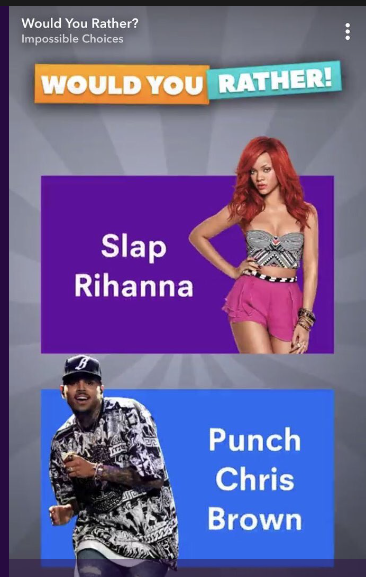 Would You Rather?
Impossible Choices
WOULD YOU RATHER!
Slap
Rihanna
B
Punch
Chris
Brown